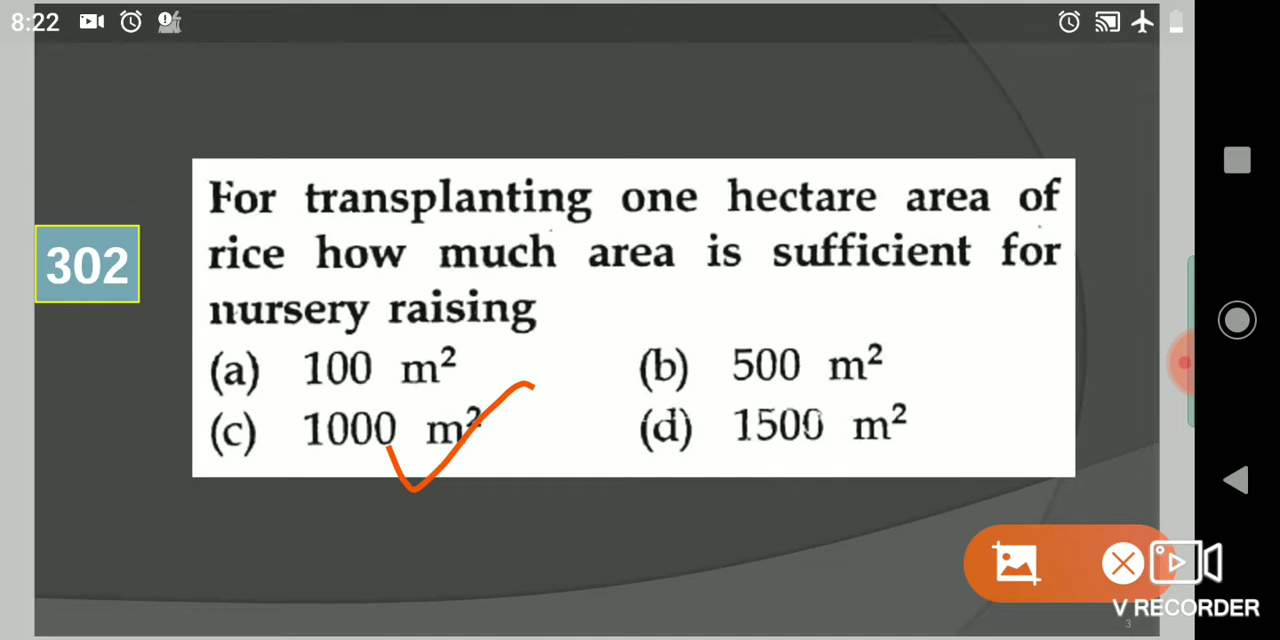 8:22
For transplanting one hectare area of
rice how much area is sufficient for
nursery raising
302
(a) 100 m² (b) 500 m²
(c) 1000 m² (d) 1500 m²
V RECORDER
3